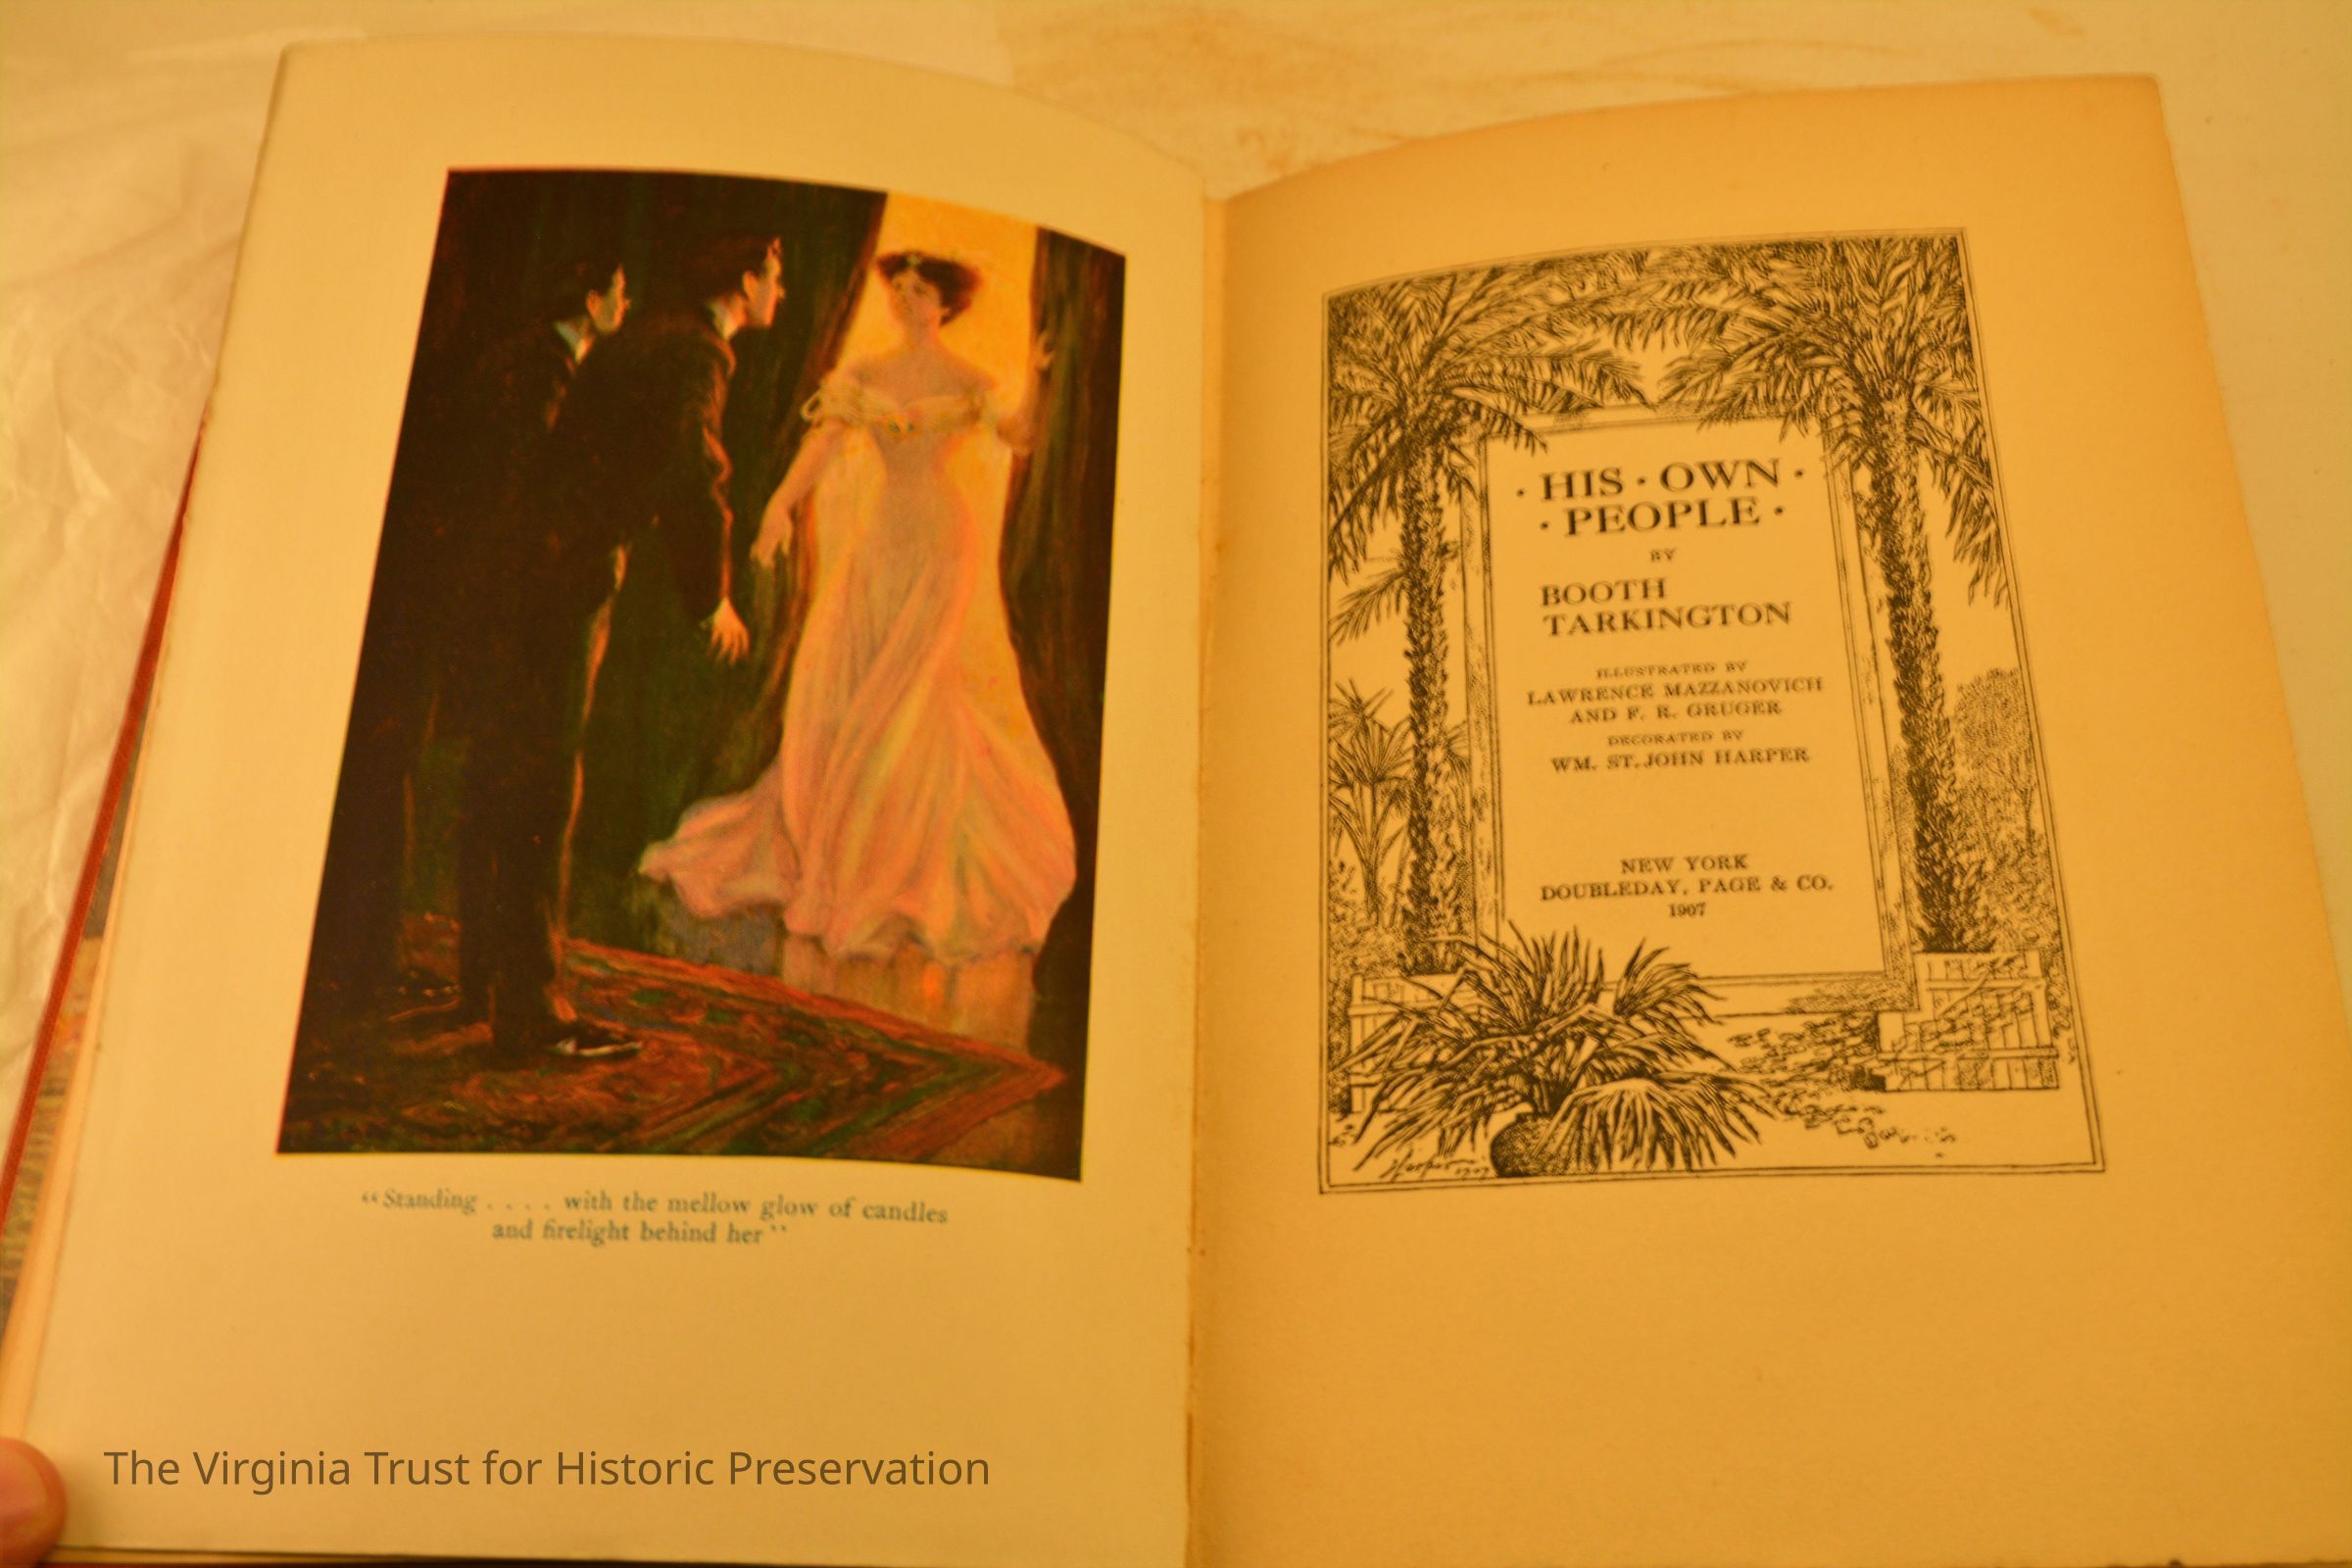 “Standing . . . . with the mellow glow of candles
and firelight behind her”
· HIS · OWN ·
· PEOPLE ·
BY
BOOTH
TARKINGTON
ILLUSTRATED BY
LAWRENCE MAZZANOVICH
AND F. R. GRUGER
DECORATED BY
WM. ST. JOHN HARPER
NEW YORK
DOUBLEDAY, PAGE & CO.
1907
Harper 1907
The Virginia Trust for Historic Preservation